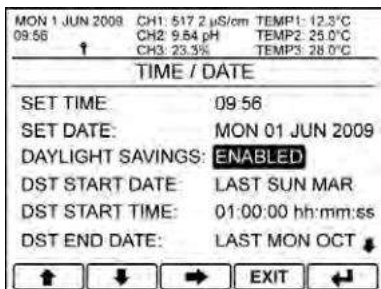 MON 1 JUN 2009 CH1: 517.2 µS/cm TEMP1: 12.3°C
09:56 CH2: 9.64 pH TEMP2: 25.0°C
CH3: 23.3% TEMP3: 28.0°C
TIME / DATE
SET TIME 09:56
SET DATE: MON 01 JUN 2009
DAYLIGHT SAVINGS: ENABLED
DST START DATE: LAST SUN MAR
DST START TIME: 01:00:00 hh:mm:ss
DST END DATE: LAST MON OCT
EXIT